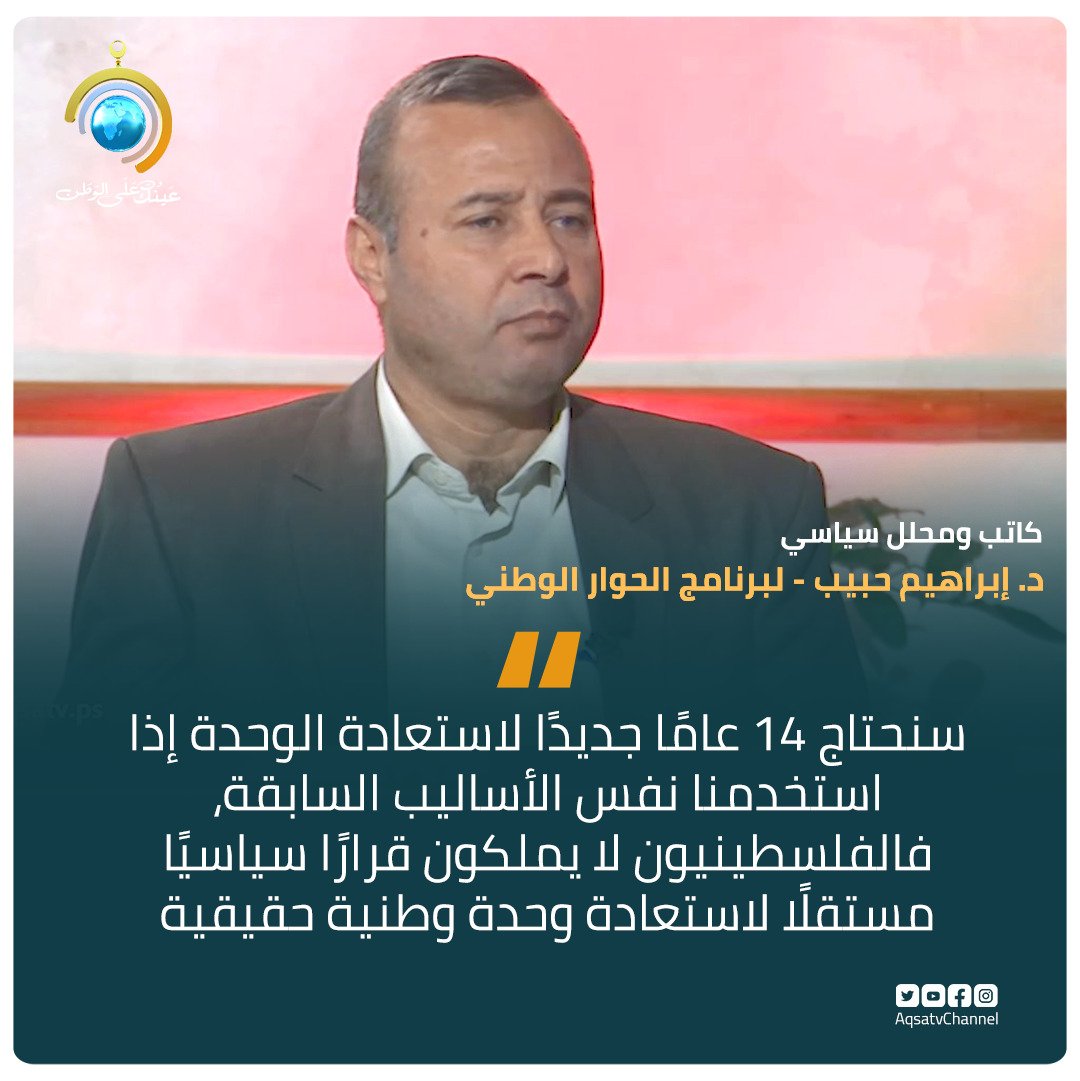 عينك على الوطن
كاتب ومحلل سياسي
د. إبراهيم حبيب - لبرنامج الحوار الوطني
سنحتاج 14 عامًا جديدًا لاستعادة الوحدة إذا
استخدمنا نفس الأساليب السابقة,
فالفلسطينيون لا يملكون قرارًا سياسيًا
مستقلًا لاستعادة وحدة وطنية حقيقية
AqsatvChannel